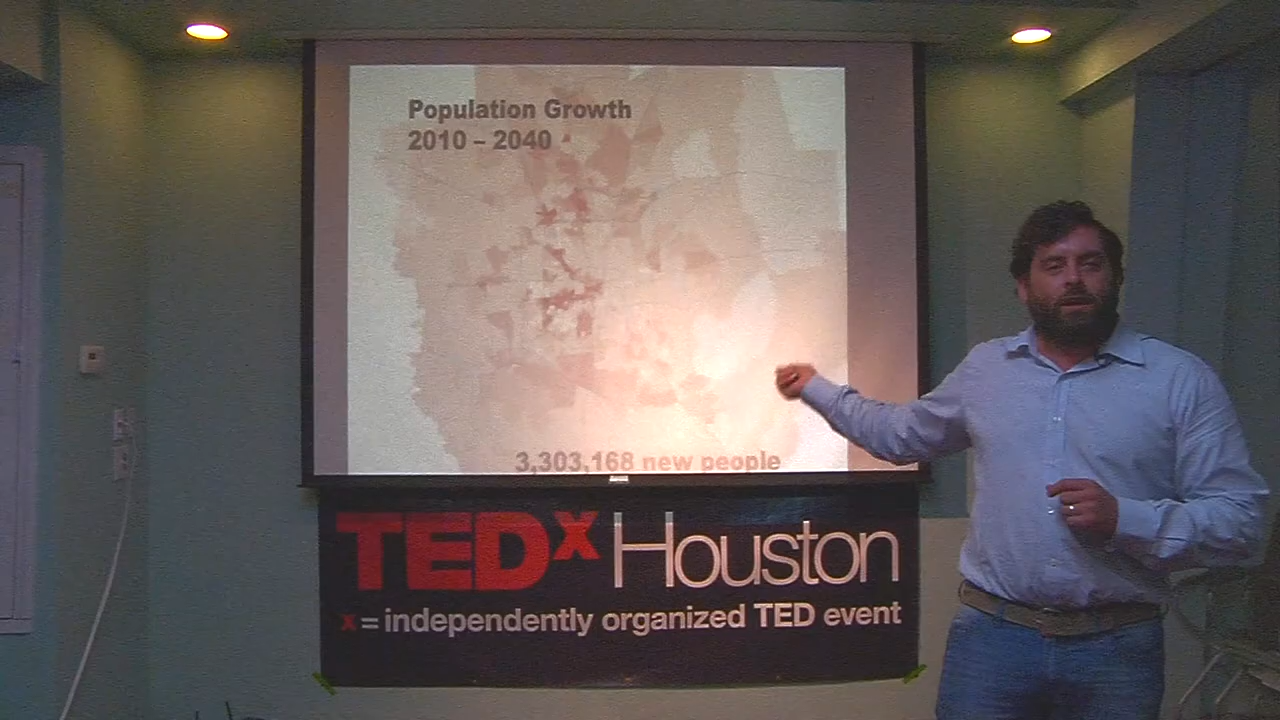 Population Growth
2010 – 2040
3,303,168 new people
TEDx Houston
x = independently organized TED event